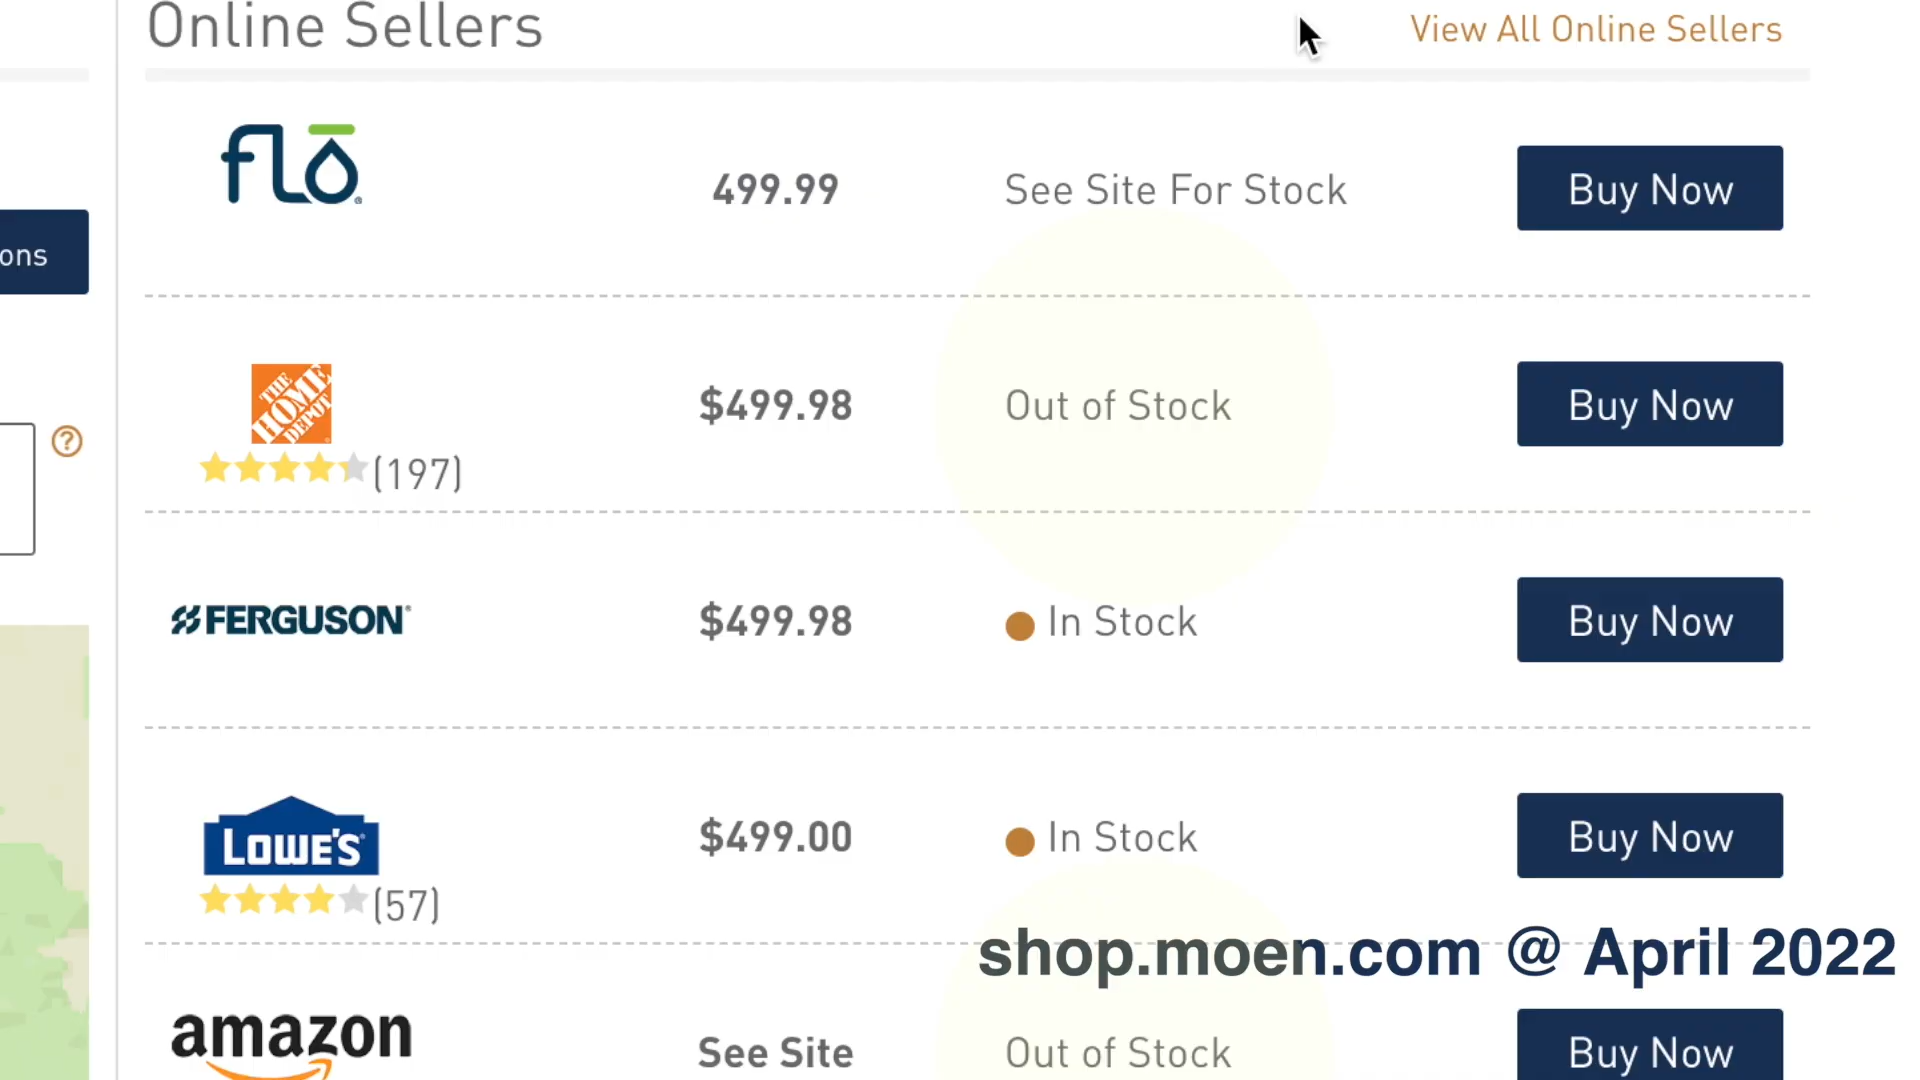 Online Sellers
View All Online Sellers
flō
499.99
See Site For Stock
Buy Now
ons
THE HOME DEPOT
(197)
$499.98
Out of Stock
Buy Now
FERGUSON
$499.98
In Stock
Buy Now
LOWE'S
(57)
$499.00
In Stock
Buy Now
shop.moen.com @ April 2022
amazon
See Site
Out of Stock
Buy Now